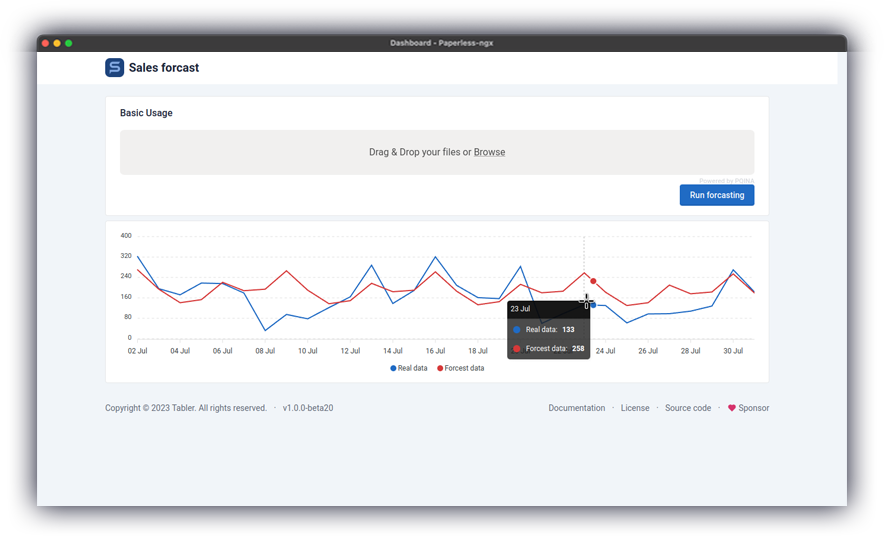 Dashboard - Paperless-ngx
Sales forcast
Basic Usage
Drag & Drop your files or Browse
Powered by PQINA
Run forcasting
400
320
240
160
80
0
23 Jul
Real data: 133
Forcest data: 258
02 Jul 04 Jul 06 Jul 08 Jul 10 Jul 12 Jul 14 Jul 16 Jul 18 Jul 24 Jul 26 Jul 28 Jul 30 Jul
Real data Forcest data
Copyright © 2023 Tabler. All rights reserved. · v1.0.0-beta20 Documentation · License · Source code · Sponsor